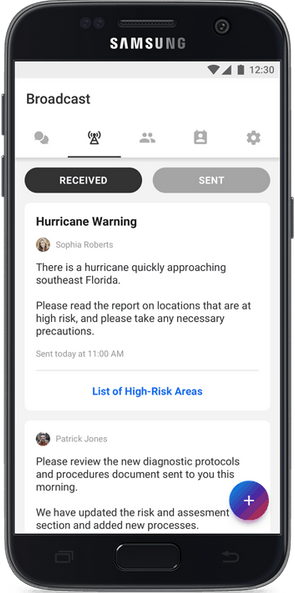 SAMSUNG
12:30
Broadcast
RECEIVED
SENT
Hurricane Warning
Sophia Roberts
There is a hurricane quickly approaching
southeast Florida.
Please read the report on locations that are at
high risk, and please take any necessary
precautions.
Sent today at 11:00 AM
List of High-Risk Areas
Patrick Jones
Please review the new diagnostic protocols
and procedures document sent to you this
morning.
We have updated the risk and assesment
section and added new processes.